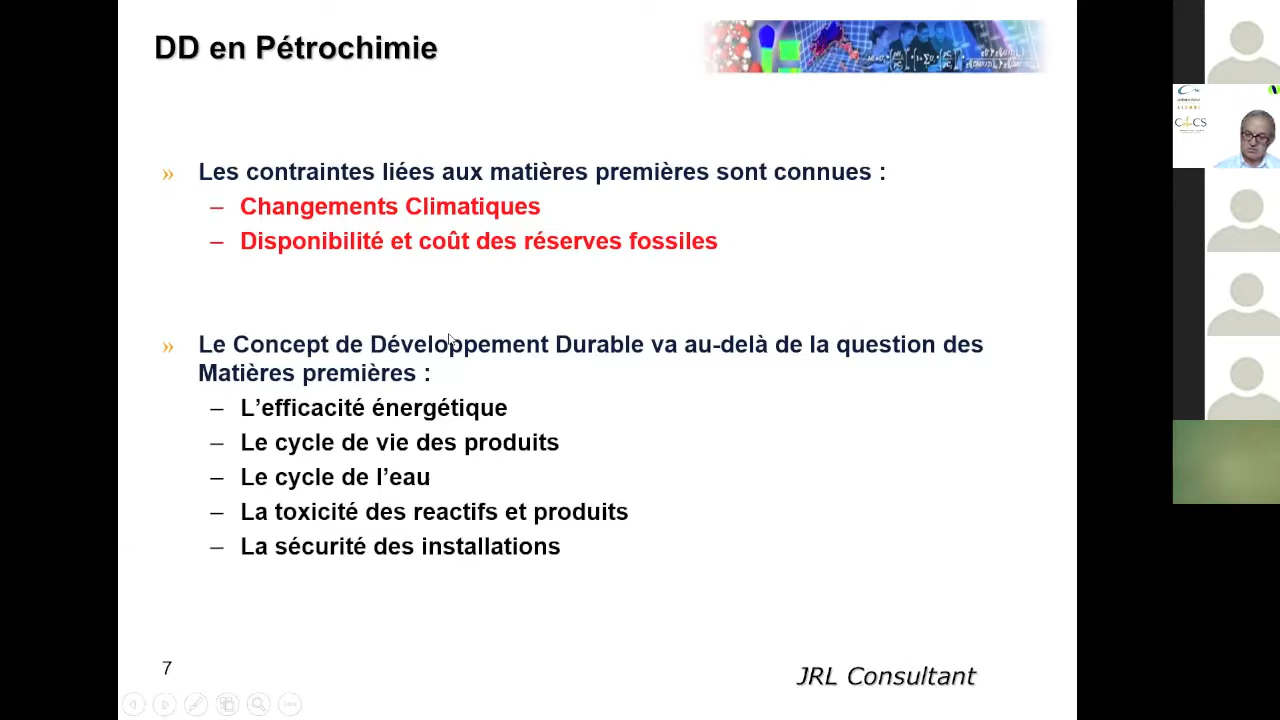 DD en Pétrochimie
» Les contraintes liées aux matières premières sont connues :
– Changements Climatiques
– Disponibilité et coût des réserves fossiles
» Le Concept de Développement Durable va au-delà de la question des
Matières premières :
– L’efficacité énergétique
– Le cycle de vie des produits
– Le cycle de l’eau
– La toxicité des reactifs et produits
– La sécurité des installations
7
JRL Consultant
C4CS